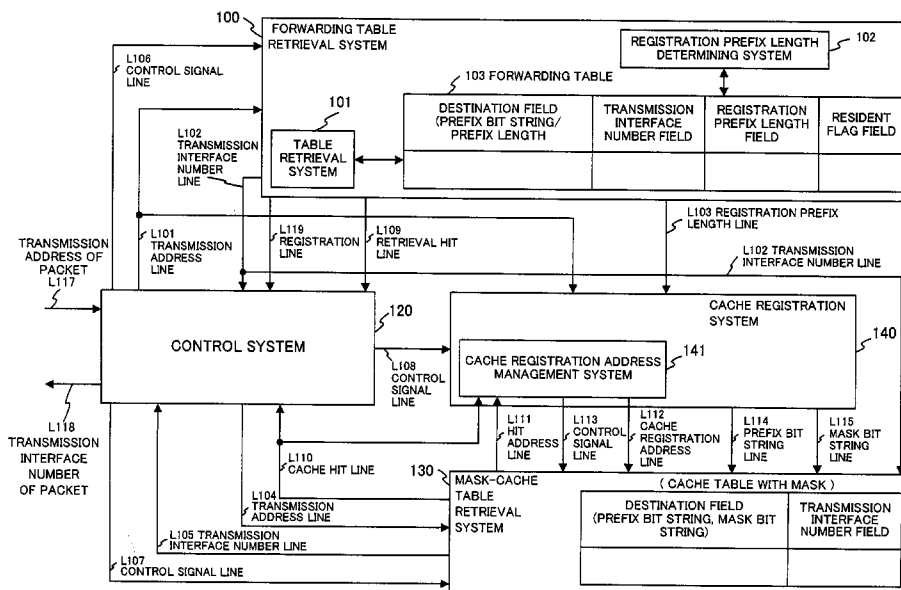 100
FORWARDING TABLE
RETRIEVAL SYSTEM
L106
CONTROL SIGNAL
LINE
REGISTRATION PREFIX LENGTH
DETERMINING SYSTEM
102
103 FORWARDING TABLE
DESTINATION FIELD
(PREFIX BIT STRING/
PREFIX LENGTH
TRANSMISSION
INTERFACE
NUMBER FIELD
REGISTRATION
PREFIX LENGTH
FIELD
RESIDENT
FLAG FIELD
101
TABLE
RETRIEVAL
SYSTEM
L102
TRANSMISSION
INTERFACE
NUMBER
LINE
L103 REGISTRATION PREFIX
LENGTH LINE
L119
REGISTRATION
LINE
L109
RETRIEVAL HIT
LINE
L101
TRANSMISSION
ADDRESS
LINE
TRANSMISSION
ADDRESS OF
PACKET
L117
L102 TRANSMISSION
INTERFACE NUMBER LINE
CONTROL SYSTEM
120
CACHE REGISTRATION
SYSTEM
140
CACHE REGISTRATION ADDRESS
MANAGEMENT SYSTEM
141
L108
CONTROL
SIGNAL
LINE
L118
TRANSMISSION
INTERFACE
NUMBER
OF PACKET
L111
HIT
ADDRESS
LINE
L113
CONTROL
SIGNAL
LINE
L112
CACHE
REGISTRATION
ADDRESS LINE
L114
PREFIX BIT
STRING
LINE
L115
MASK BIT
STRING
LINE
L110
CACHE HIT LINE
130
MASK-CACHE
TABLE
RETRIEVAL
SYSTEM
( CACHE TABLE WITH MASK )
DESTINATION FIELD
(PREFIX BIT STRING, MASK BIT
STRING)
TRANSMISSION
INTERFACE
NUMBER FIELD
L104
TRANSMISSION
ADDRESS LINE
L105 TRANSMISSION
INTERFACE NUMBER LINE
L107
CONTROL SIGNAL LINE